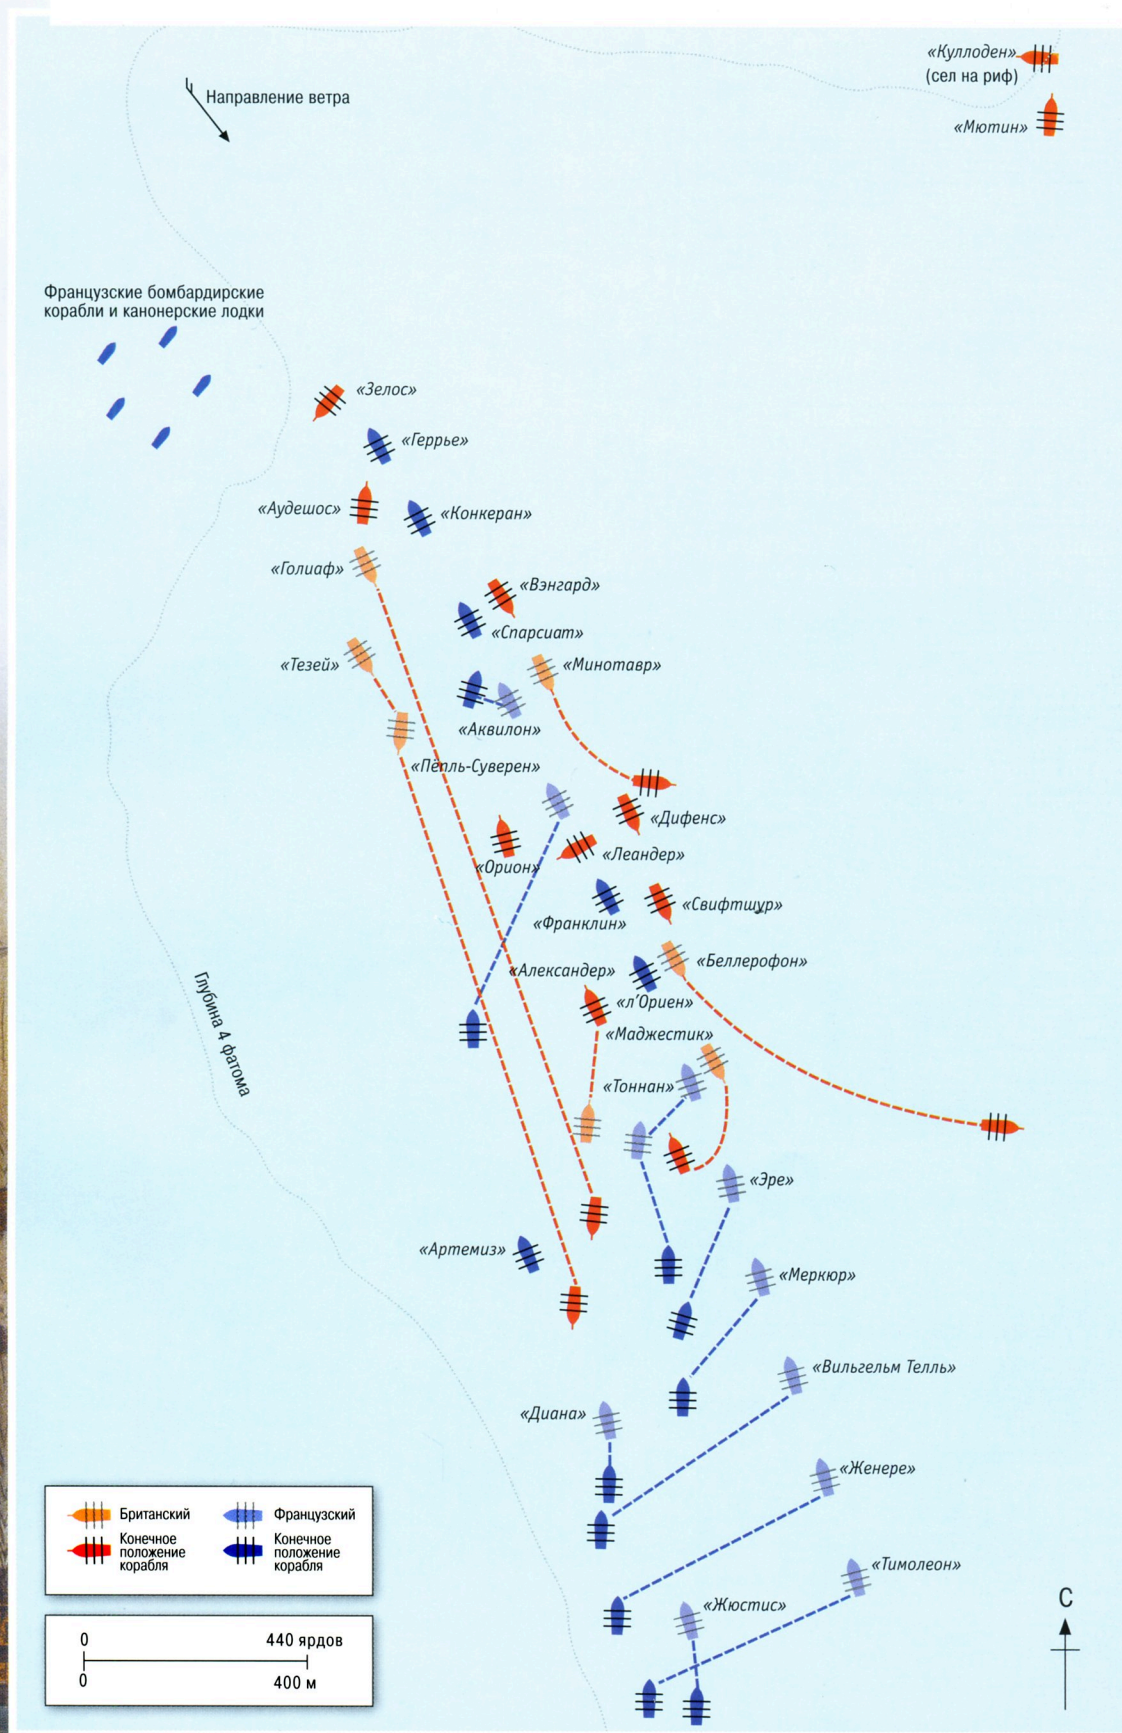 «Куллоден»
(сел на риф)
Направление ветра
«Мютин»
Французские бомбардирские
корабли и канонерские лодки
«Зелос»
«Геррье»
«Аудешос»
«Конкеран»
«Голиаф»
«Вэнгард»
«Спарсиат»
«Тезей»
«Минотавр»
«Аквилон»
«Пёпль-Суверен»
«Дифенс»
«Леандер»
«Орион»
«Свифтшур»
«Франклин»
«Беллерофон»
«Александер»
«л'Ориен»
Глубина 4 фатома
«Маджестик»
«Тоннан»
«Эре»
«Артемиз»
«Меркюр»
«Вильгельм Телль»
«Диана»
«Женере»
Британский
Конечное
положение
корабля
Французский
Конечное
положение
корабля
«Тимолеон»
«Жюстис»
С
0 440 ярдов
0 400 м